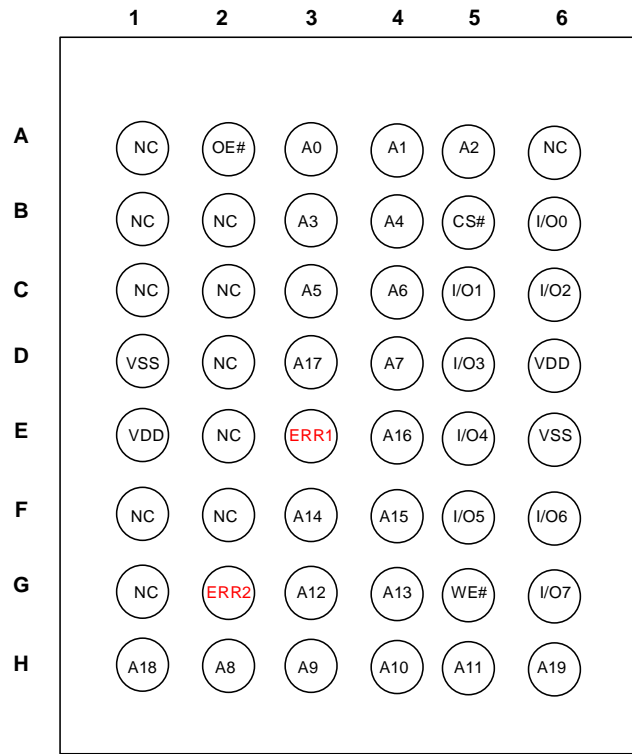 1 2 3 4 5 6
A NC OE# A0 A1 A2 NC
B NC NC A3 A4 CS# I/O0
C NC NC A5 A6 I/O1 I/O2
D VSS NC A17 A7 I/O3 VDD
E VDD NC ERR1 A16 I/O4 VSS
F NC NC A14 A15 I/O5 I/O6
G NC ERR2 A12 A13 WE# I/O7
H A18 A8 A9 A10 A11 A19